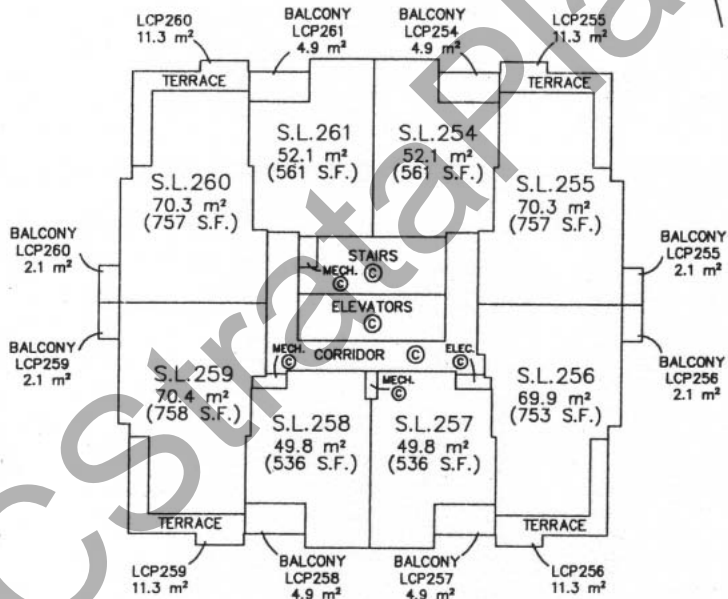 LCP260
11.3 m²
BALCONY
LCP261
4.9 m²
BALCONY
LCP254
4.9 m²
LCP255
11.3 m²
TERRACE
TERRACE
S.L.261
52.1 m²
(561 S.F.)
S.L.254
52.1 m²
(561 S.F.)
S.L.260
70.3 m²
(757 S.F.)
S.L.255
70.3 m²
(757 S.F.)
BALCONY
LCP260
2.1 m²
BALCONY
LCP255
2.1 m²
STAIRS
©
MECH.
©
ELEVATORS
©
BALCONY
LCP259
2.1 m²
BALCONY
LCP256
2.1 m²
MECH.
©
CORRIDOR ©
ELEC.
©
MECH.
©
S.L.259
70.4 m²
(758 S.F.)
S.L.256
69.9 m²
(753 S.F.)
S.L.258
49.8 m²
(536 S.F.)
S.L.257
49.8 m²
(536 S.F.)
TERRACE
TERRACE
LCP259
11.3 m²
BALCONY
LCP258
4.9 m²
BALCONY
LCP257
4.9 m²
LCP256
11.3 m²
CStrataPla